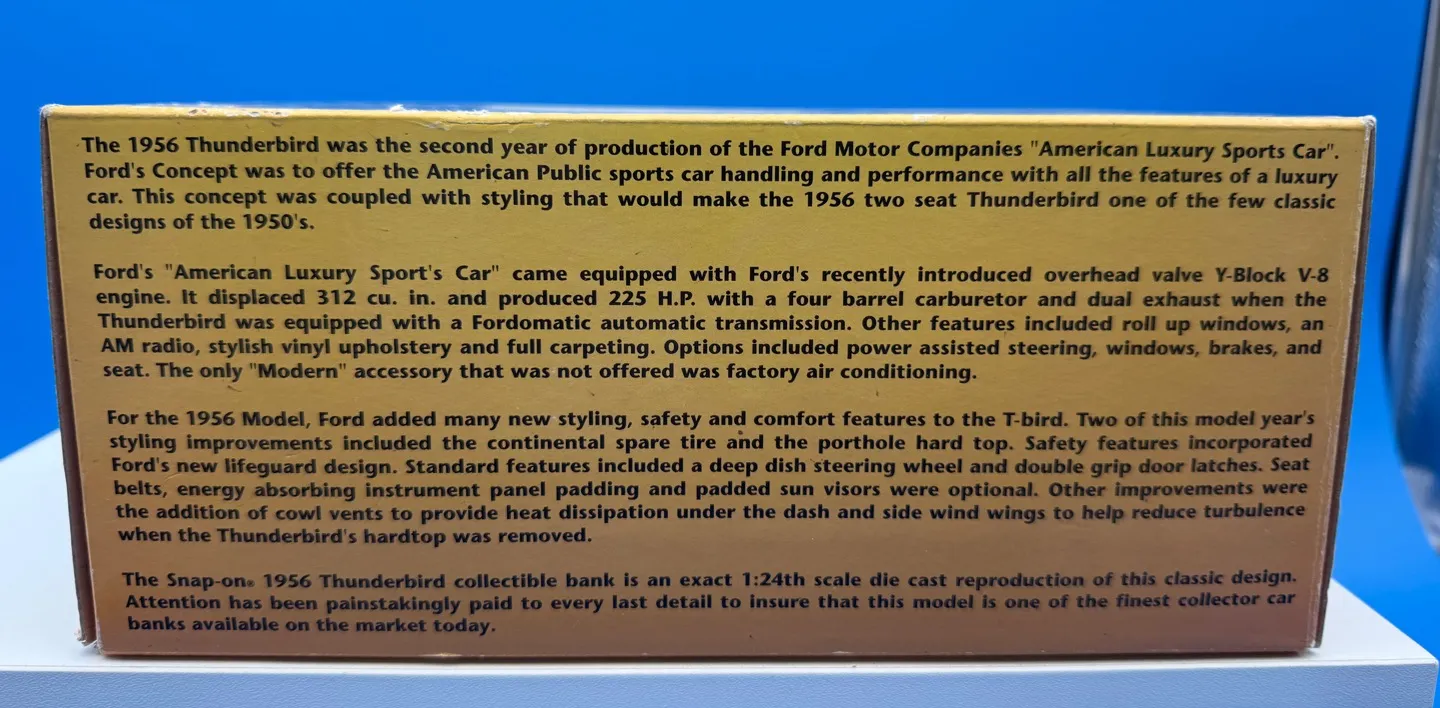 The 1956 Thunderbird was the second year of production of the Ford Motor Companies "American Luxury Sports Car".
Ford's Concept was to offer the American Public sports car handling and performance with all the features of a luxury
car. This concept was coupled with styling that would make the 1956 two seat Thunderbird one of the few classic
designs of the 1950's.
Ford's "American Luxury Sport's Car" came equipped with Ford's recently introduced overhead valve Y-Block V-8
engine. It displaced 312 cu. in. and produced 225 H.P. with a four barrel carburetor and dual exhaust when the
Thunderbird was equipped with a Fordomatic automatic transmission. Other features included roll up windows, an
AM radio, stylish vinyl upholstery and full carpeting. Options included power assisted steering, windows, brakes, and
seat. The only "Modern" accessory that was not offered was factory air conditioning.
For the 1956 Model, Ford added many new styling, safety and comfort features to the T-bird. Two of this model year's
styling improvements included the continental spare tire and the porthole hard top. Safety features incorporated
Ford's new lifeguard design. Standard features included a deep dish steering wheel and double grip door latches. Seat
belts, energy absorbing instrument panel padding and padded sun visors were optional. Other improvements were
the addition of cowl vents to provide heat dissipation under the dash and side wind wings to help reduce turbulence
when the Thunderbird's hardtop was removed.
The Snap-on® 1956 Thunderbird collectible bank is an exact 1:24th scale die cast reproduction of this classic design.
Attention has been painstakingly paid to every last detail to insure that this model is one of the finest collector car
banks available on the market today.